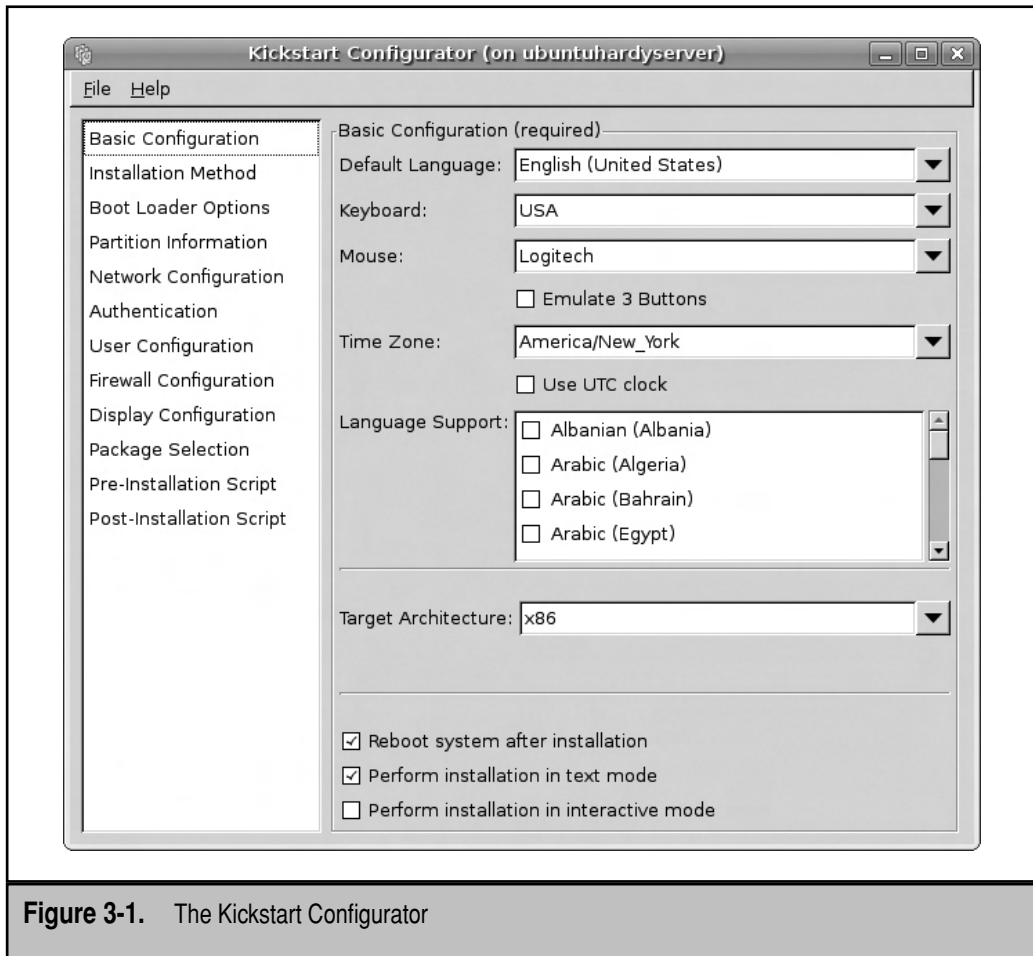 Kickstart Configurator (on ubuntuhardyserver)
File Help
Basic Configuration
Installation Method
Boot Loader Options
Partition Information
Network Configuration
Authentication
User Configuration
Firewall Configuration
Display Configuration
Package Selection
Pre-Installation Script
Post-Installation Script
Basic Configuration (required)
Default Language: English (United States)
Keyboard: USA
Mouse: Logitech
Emulate 3 Buttons
Time Zone: America/New_York
Use UTC clock
Language Support:
Albanian (Albania)
Arabic (Algeria)
Arabic (Bahrain)
Arabic (Egypt)
Target Architecture: x86
Reboot system after installation
Perform installation in text mode
Perform installation in interactive mode
Figure 3-1. The Kickstart Configurator